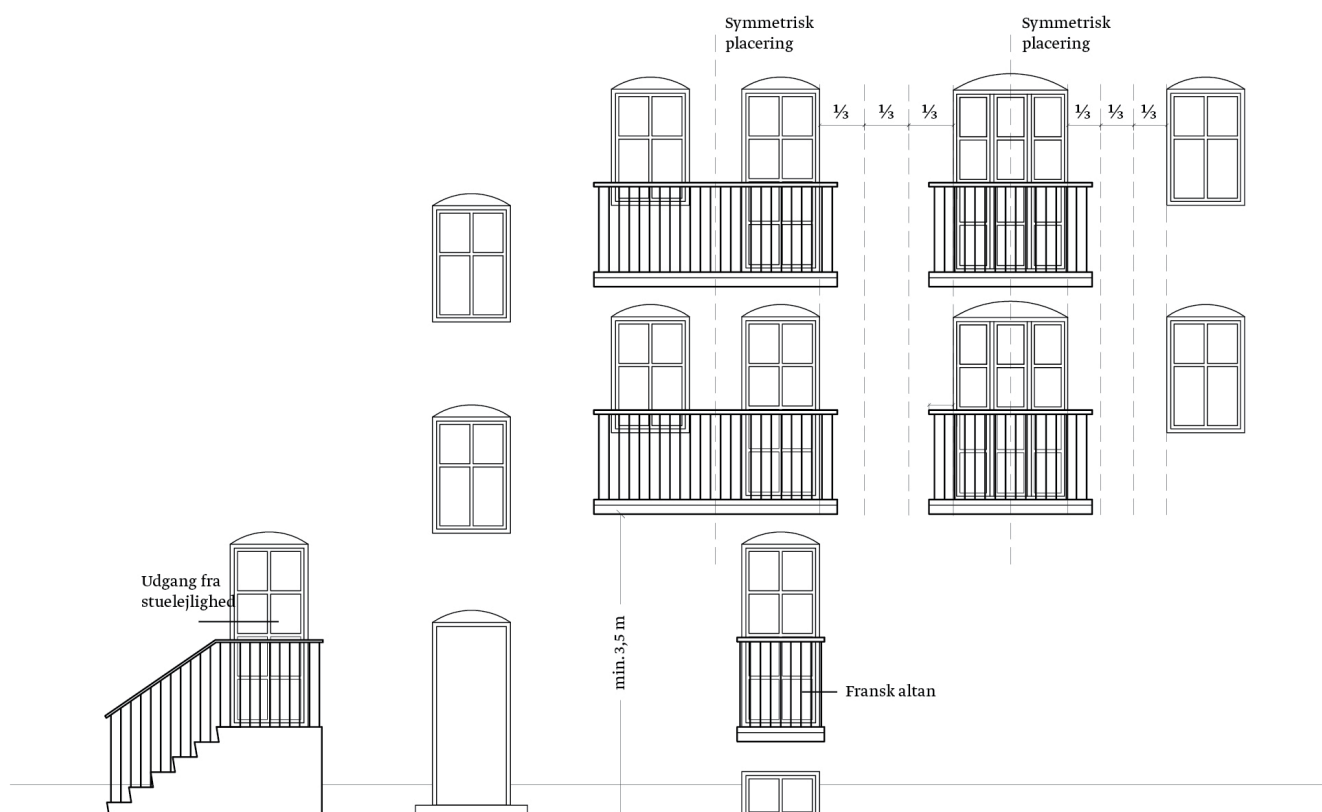 Symmetrisk
placering
Symmetrisk
placering
⅓ ⅓ ⅓ ⅓ ⅓ ⅓
Udgang fra
stuelejlighed
min. 3,5 m
Fransk altan